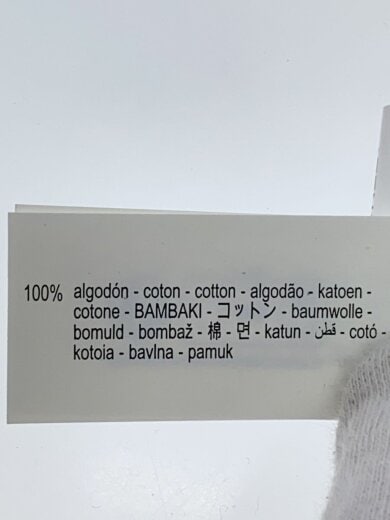 100% algodón - coton - cotton - algodão - katoen -
cotone - BAMBAKI - コットン - baumwolle -
bomuld - bombaž - 棉 - 면 - katun - قطن - cotó -
kotoia - bavlna - pamuk